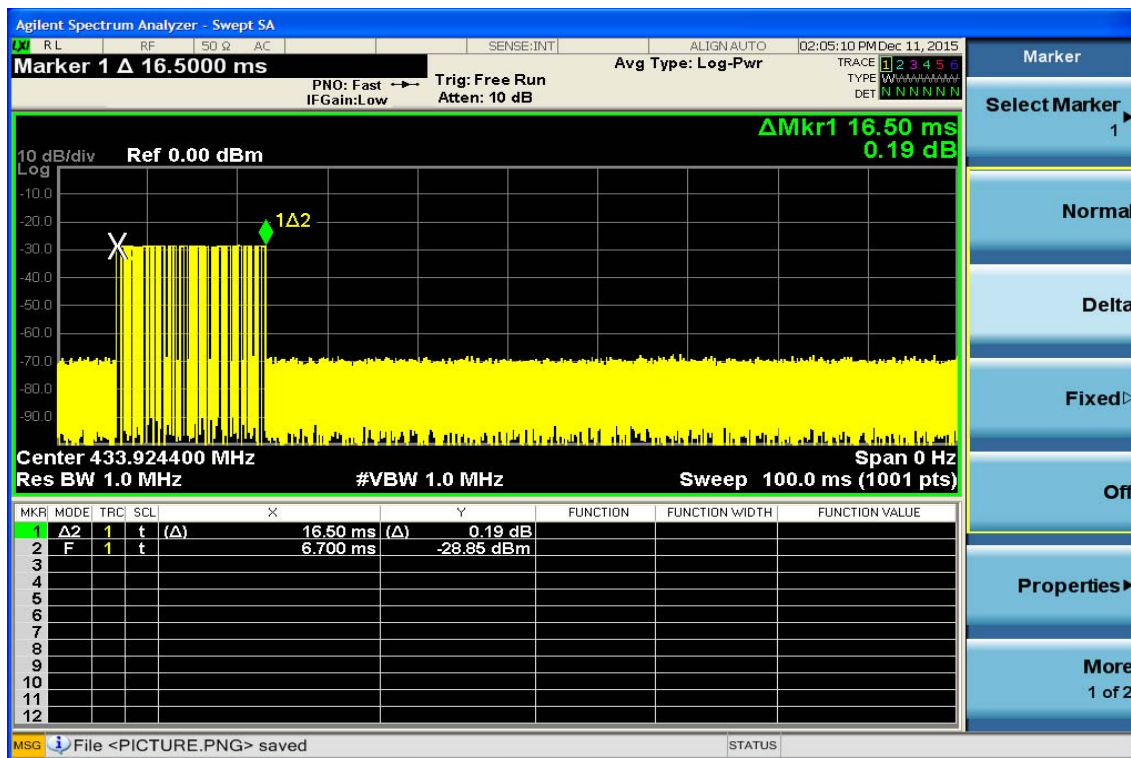 Agilent Spectrum Analyzer - Swept SA
LXI RL RF 50 Ω AC SENSE:INT ALIGN AUTO 02:05:10 PM Dec 11, 2015
Marker 1 Δ 16.5000 ms
PNO: Fast
IFGain:Low
Trig: Free Run
Atten: 10 dB
Avg Type: Log-Pwr
TRACE 1 2 3 4 5 6
TYPE
DET N N N N N N
Marker
Select Marker
1
Normal
Delta
Fixed
Off
Properties
More
1 of 2
ΔMkr1 16.50 ms
0.19 dB
10 dB/div Ref 0.00 dBm
Log
-10.0
-20.0
1Δ2
X
-30.0
-40.0
-50.0
-60.0
-70.0
-80.0
-90.0
Center 433.924400 MHz Span 0 Hz
Res BW 1.0 MHz #VBW 1.0 MHz Sweep 100.0 ms (1001 pts)
MKR MODE TRC SCL X Y FUNCTION FUNCTION WIDTH FUNCTION VALUE
1 Δ2 1 t (Δ) 16.50 ms (Δ) 0.19 dB
2 F 1 t 6.700 ms -28.85 dBm
3
4
5
6
7
8
9
10
11
12
MSG File <PICTURE.PNG> saved STATUS